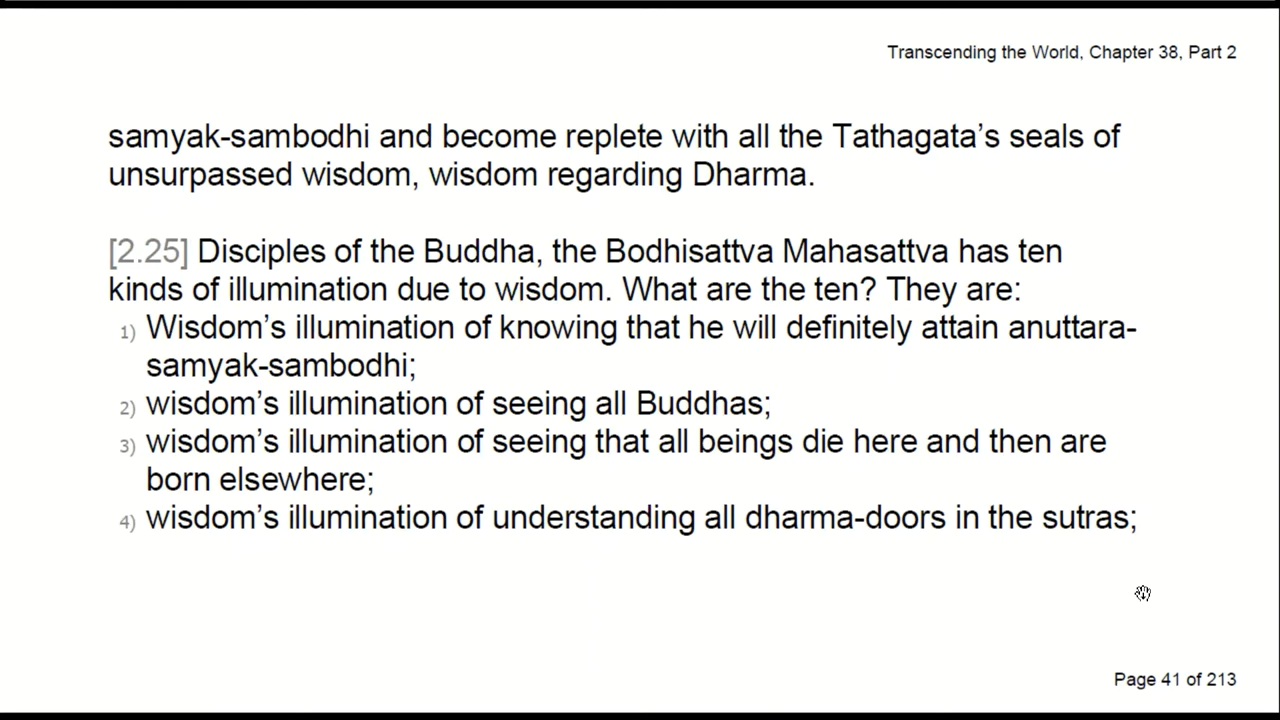 Transcending the World, Chapter 38, Part 2
samyak-sambodhi and become replete with all the Tathagata’s seals of
unsurpassed wisdom, wisdom regarding Dharma.
[2.25] Disciples of the Buddha, the Bodhisattva Mahasattva has ten
kinds of illumination due to wisdom. What are the ten? They are:
1) Wisdom’s illumination of knowing that he will definitely attain anuttara-
samyak-sambodhi;
2) wisdom’s illumination of seeing all Buddhas;
3) wisdom’s illumination of seeing that all beings die here and then are
born elsewhere;
4) wisdom’s illumination of understanding all dharma-doors in the sutras;
Page 41 of 213